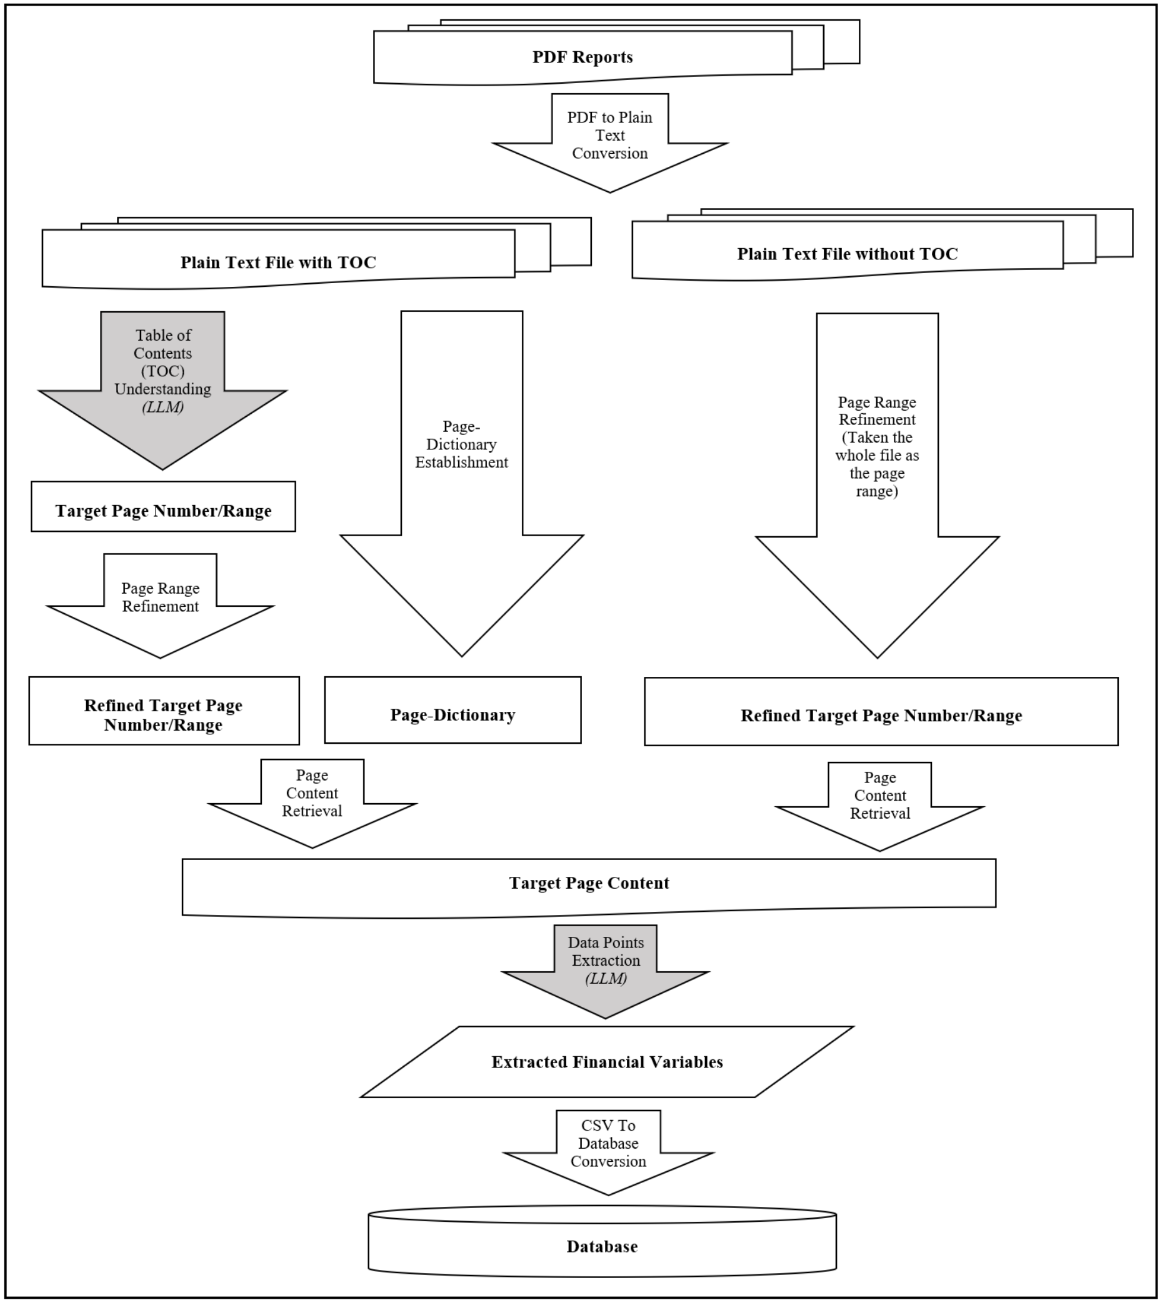 PDF Reports
PDF to Plain
Text
Conversion
Plain Text File with TOC
Plain Text File without TOC
Table of
Contents
(TOC)
Understanding
(LLM)
Page-
Dictionary
Establishment
Page Range
Refinement
(Taken the
whole file as
the page
range)
Target Page Number/Range
Page Range
Refinement
Refined Target Page
Number/Range
Page-Dictionary
Refined Target Page Number/Range
Page
Content
Retrieval
Page
Content
Retrieval
Target Page Content
Data Points
Extraction
(LLM)
Extracted Financial Variables
CSV To
Database
Conversion
Database